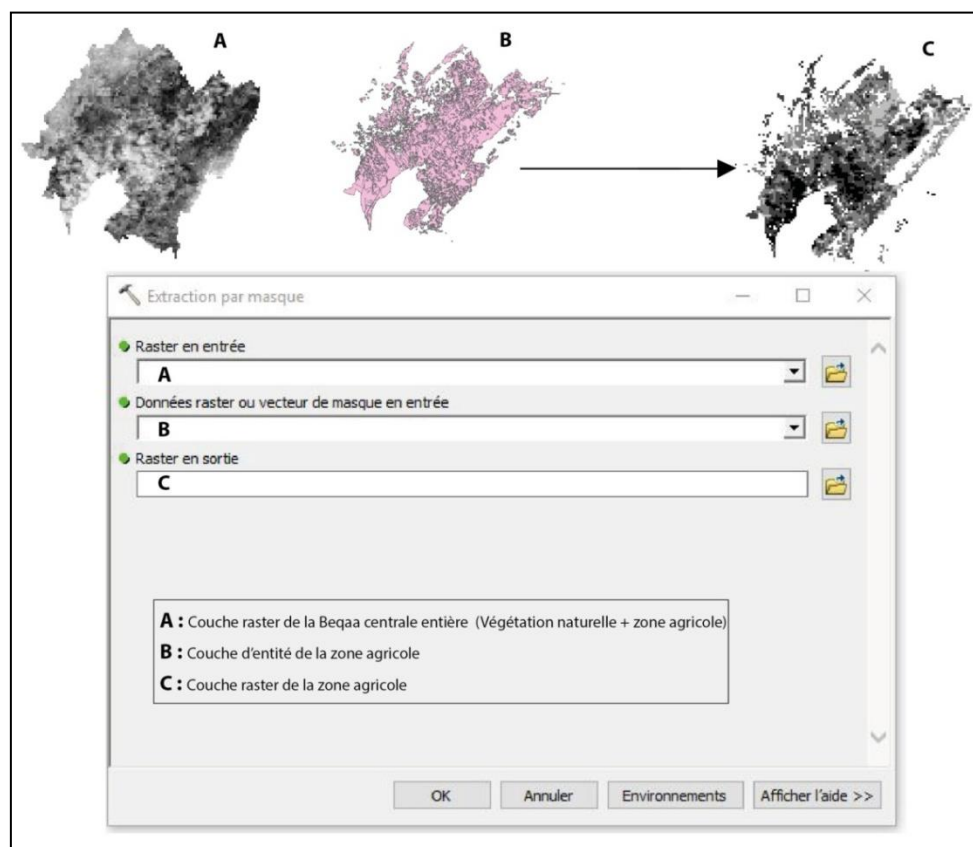 A
B
C
Extraction par masque
Raster en entrée
A
Données raster ou vecteur de masque en entrée
B
Raster en sortie
C
A : Couche raster de la Beqaa centrale entière (Végétation naturelle + zone agricole)
B : Couche d'entité de la zone agricole
C : Couche raster de la zone agricole
OK
Annuler
Environnements
Afficher l'aide >>